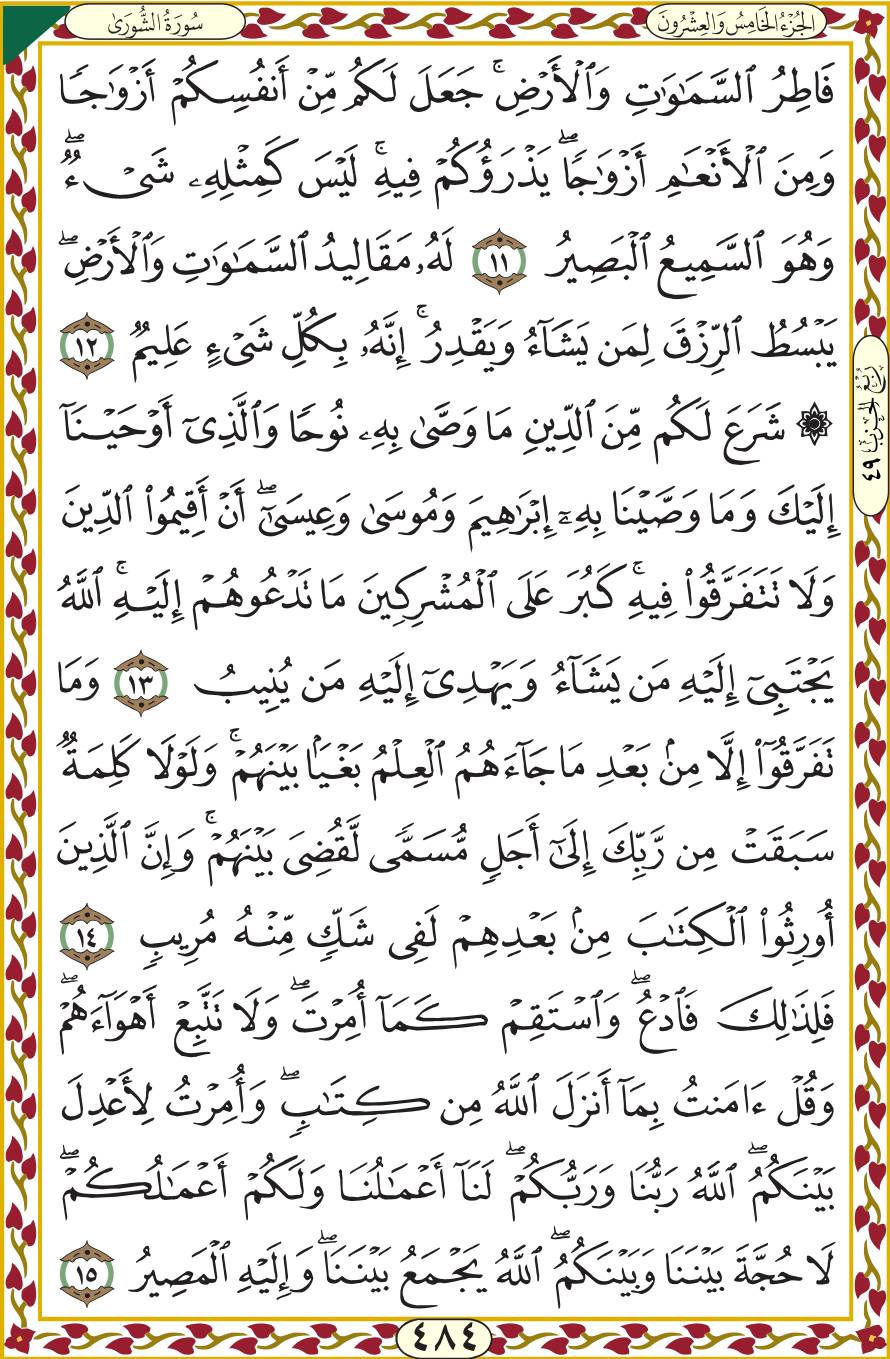 الجُزْءُ الخَامِسُ وَالعِشْرُونَ
سُورَةُ الشُّورَىٰ
فَاطِرُ ٱلسَّمَٰوَٰتِ وَٱلْأَرْضِۚ جَعَلَ لَكُم مِّنْ أَنفُسِكُمْ أَزْوَٰجًا
وَمِنَ ٱلْأَنْعَٰمِ أَزْوَٰجًاۖ يَذْرَؤُكُمْ فِيهِۚ لَيْسَ كَمِثْلِهِۦ شَىْءٌۖ
وَهُوَ ٱلسَّمِيعُ ٱلْبَصِيرُ ١١ لَهُۥ مَقَالِيدُ ٱلسَّمَٰوَٰتِ وَٱلْأَرْضِۖ
يَبْسُطُ ٱلرِّزْقَ لِمَن يَشَآءُ وَيَقْدِرُۚ إِنَّهُۥ بِكُلِّ شَىْءٍ عَلِيمٌ ١٢
۞ شَرَعَ لَكُم مِّنَ ٱلدِّينِ مَا وَصَّىٰ بِهِۦ نُوحًا وَٱلَّذِىٓ أَوْحَيْنَآ
إِلَيْكَ وَمَا وَصَّيْنَا بِهِۦٓ إِبْرَٰهِيمَ وَمُوسَىٰ وَعِيسَىٰٓۖ أَنْ أَقِيمُوا۟ ٱلدِّينَ
وَلَا تَتَفَرَّقُوا۟ فِيهِۚ كَبُرَ عَلَى ٱلْمُشْرِكِينَ مَا تَدْعُوهُمْ إِلَيْهِۚ ٱللَّهُ
يَجْتَبِىٓ إِلَيْهِ مَن يَشَآءُ وَيَهْدِىٓ إِلَيْهِ مَن يُنِيبُ ١٣ وَمَا
تَفَرَّقُوٓا۟ إِلَّا مِنۢ بَعْدِ مَا جَآءَهُمُ ٱلْعِلْمُ بَغْيَۢا بَيْنَهُمْۚ وَلَوْلَا كَلِمَةٌ
سَبَقَتْ مِن رَّبِّكَ إِلَىٰٓ أَجَلٍ مُّسَمًّى لَّقُضِىَ بَيْنَهُمْۚ وَإِنَّ ٱلَّذِينَ
أُورِثُوا۟ ٱلْكِتَٰبَ مِنۢ بَعْدِهِمْ لَفِى شَكٍّ مِّنْهُ مُرِيبٍ ١٤
فَلِذَٰلِكَ فَٱدْعُۖ وَٱسْتَقِمْ كَمَآ أُمِرْتَۖ وَلَا تَتَّبِعْ أَهْوَآءَهُمْۖ
وَقُلْ ءَامَنتُ بِمَآ أَنزَلَ ٱللَّهُ مِن كِتَٰبٍۖ وَأُمِرْتُ لِأَعْدِلَ
بَيْنَكُمُۖ ٱللَّهُ رَبُّنَا وَرَبُّكُمْۖ لَنَآ أَعْمَٰلُنَا وَلَكُمْ أَعْمَٰلُكُمْۖ
لَا حُجَّةَ بَيْنَنَا وَبَيْنَكُمُۖ ٱللَّهُ يَجْمَعُ بَيْنَنَاۖ وَإِلَيْهِ ٱلْمَصِيرُ ١٥
رُبْعُ الحِزْبِ ٤٩
٤٨٤